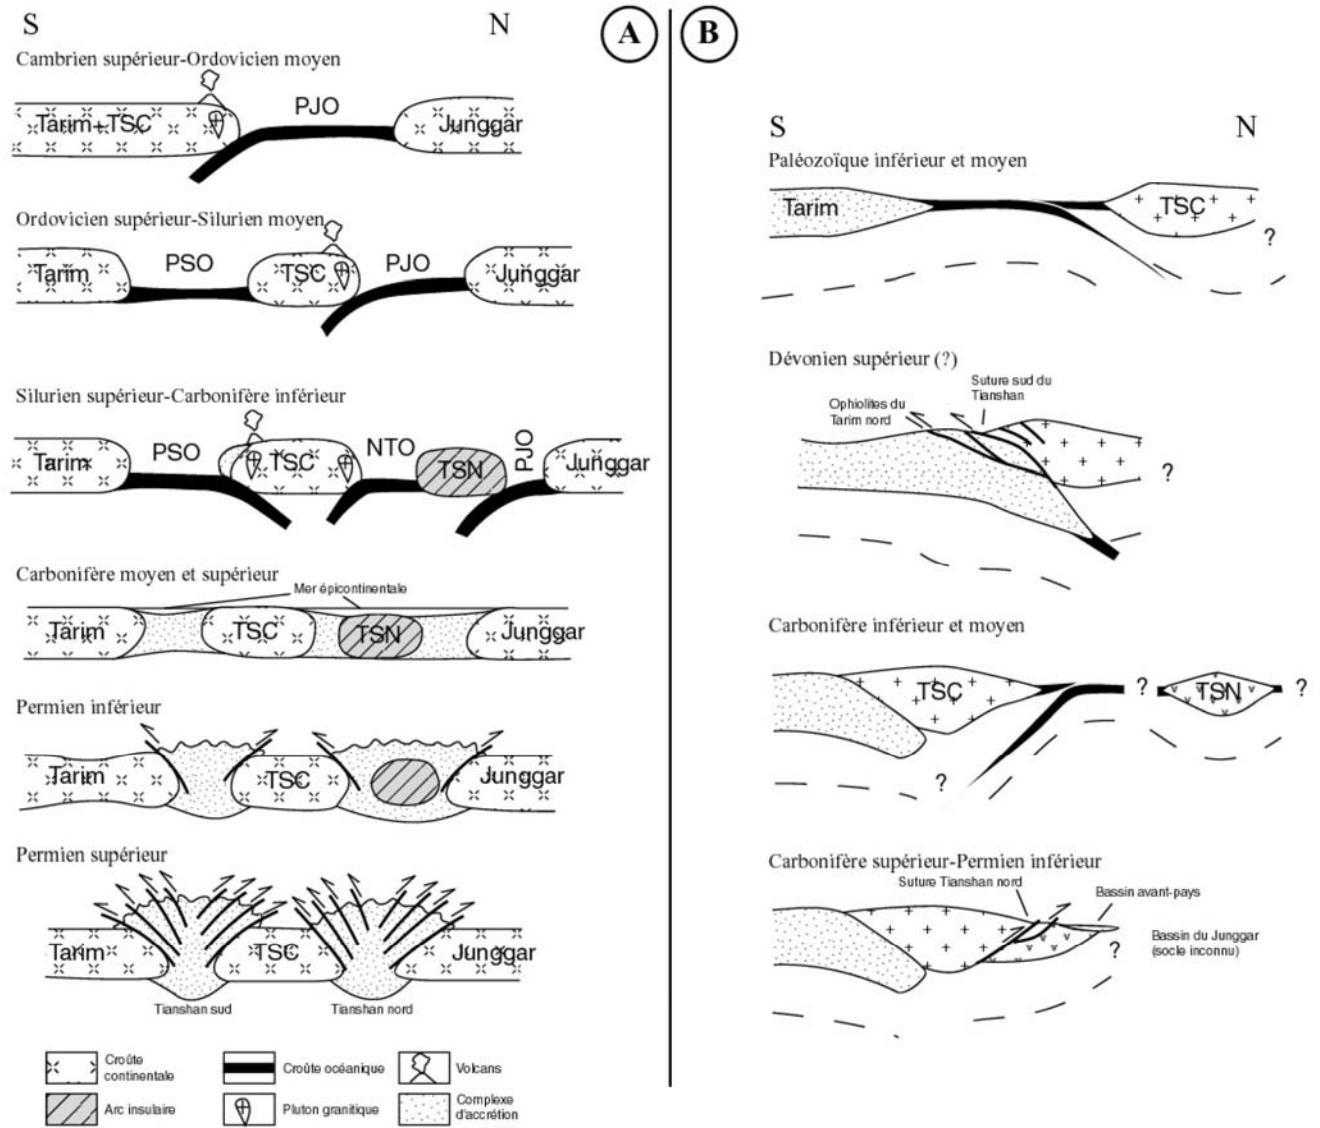 S
N
A
Cambrien supérieur-Ordovicien moyen
PJO
Tarim+TSC
Junggar
Ordovicien supérieur-Silurien moyen
PSO
PJO
Tarim
TSC
Junggar
Silurien supérieur-Carbonifère inférieur
PSO
NTO
PJO
Tarim
TSC
TSN
Junggar
Carbonifère moyen et supérieur
Mer épicontinentale
Tarim
TSC
TSN
Junggar
Permien inférieur
Tarim
TSC
Junggar
Permien supérieur
Tarim
TSC
Junggar
Tianshan sud
Tianshan nord
Croûte
continentale
Croûte océanique
Volcans
Arc insulaire
Pluton granitique
Complexe
d'accrétion
B
S
N
Paléozoïque inférieur et moyen
Tarim
TSC
?
Dévonien supérieur (?)
Suture sud du
Tianshan
Ophiolites du
Tarim nord
?
Carbonifère inférieur et moyen
TSC
?
TSN
?
?
Carbonifère supérieur-Permien inférieur
Suture Tianshan nord
Bassin avant-pays
Bassin du Junggar
(socle inconnu)
?